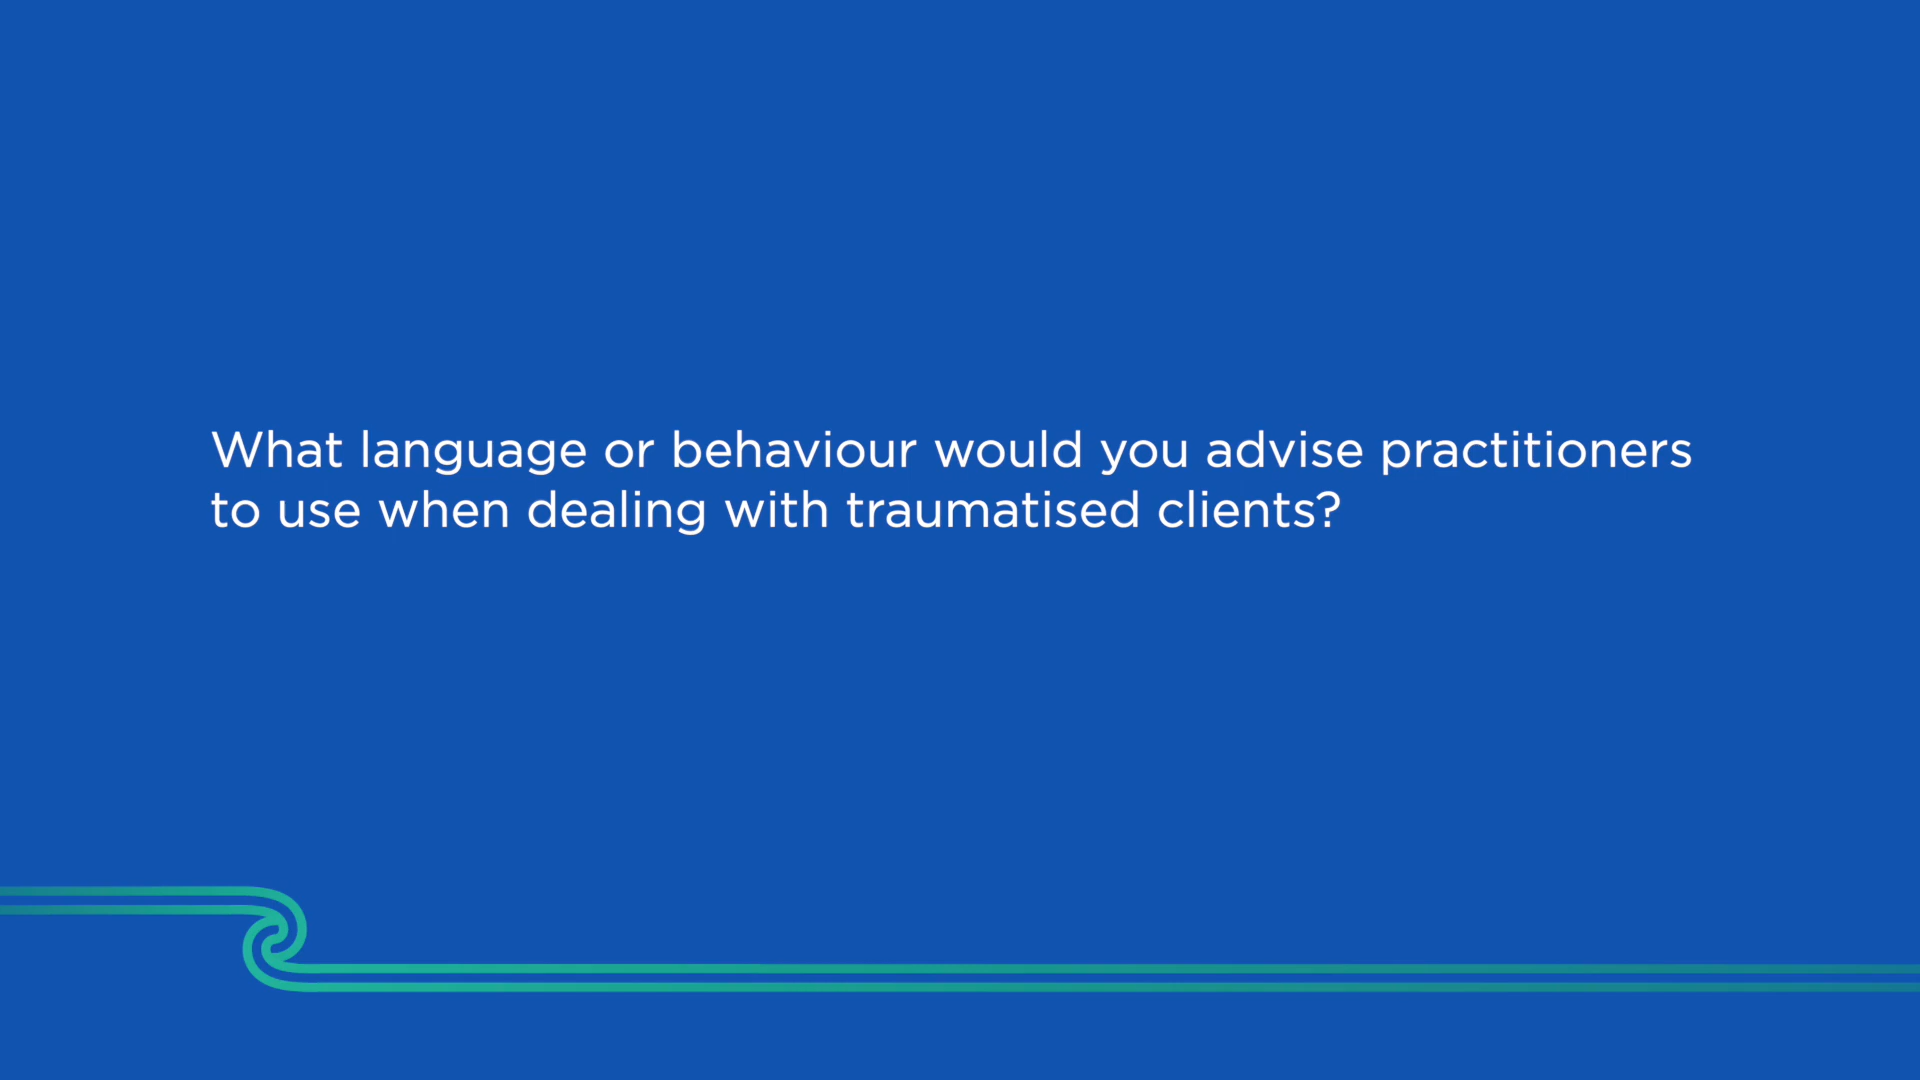 What language or behaviour would you advise practitioners
to use when dealing with traumatised clients?